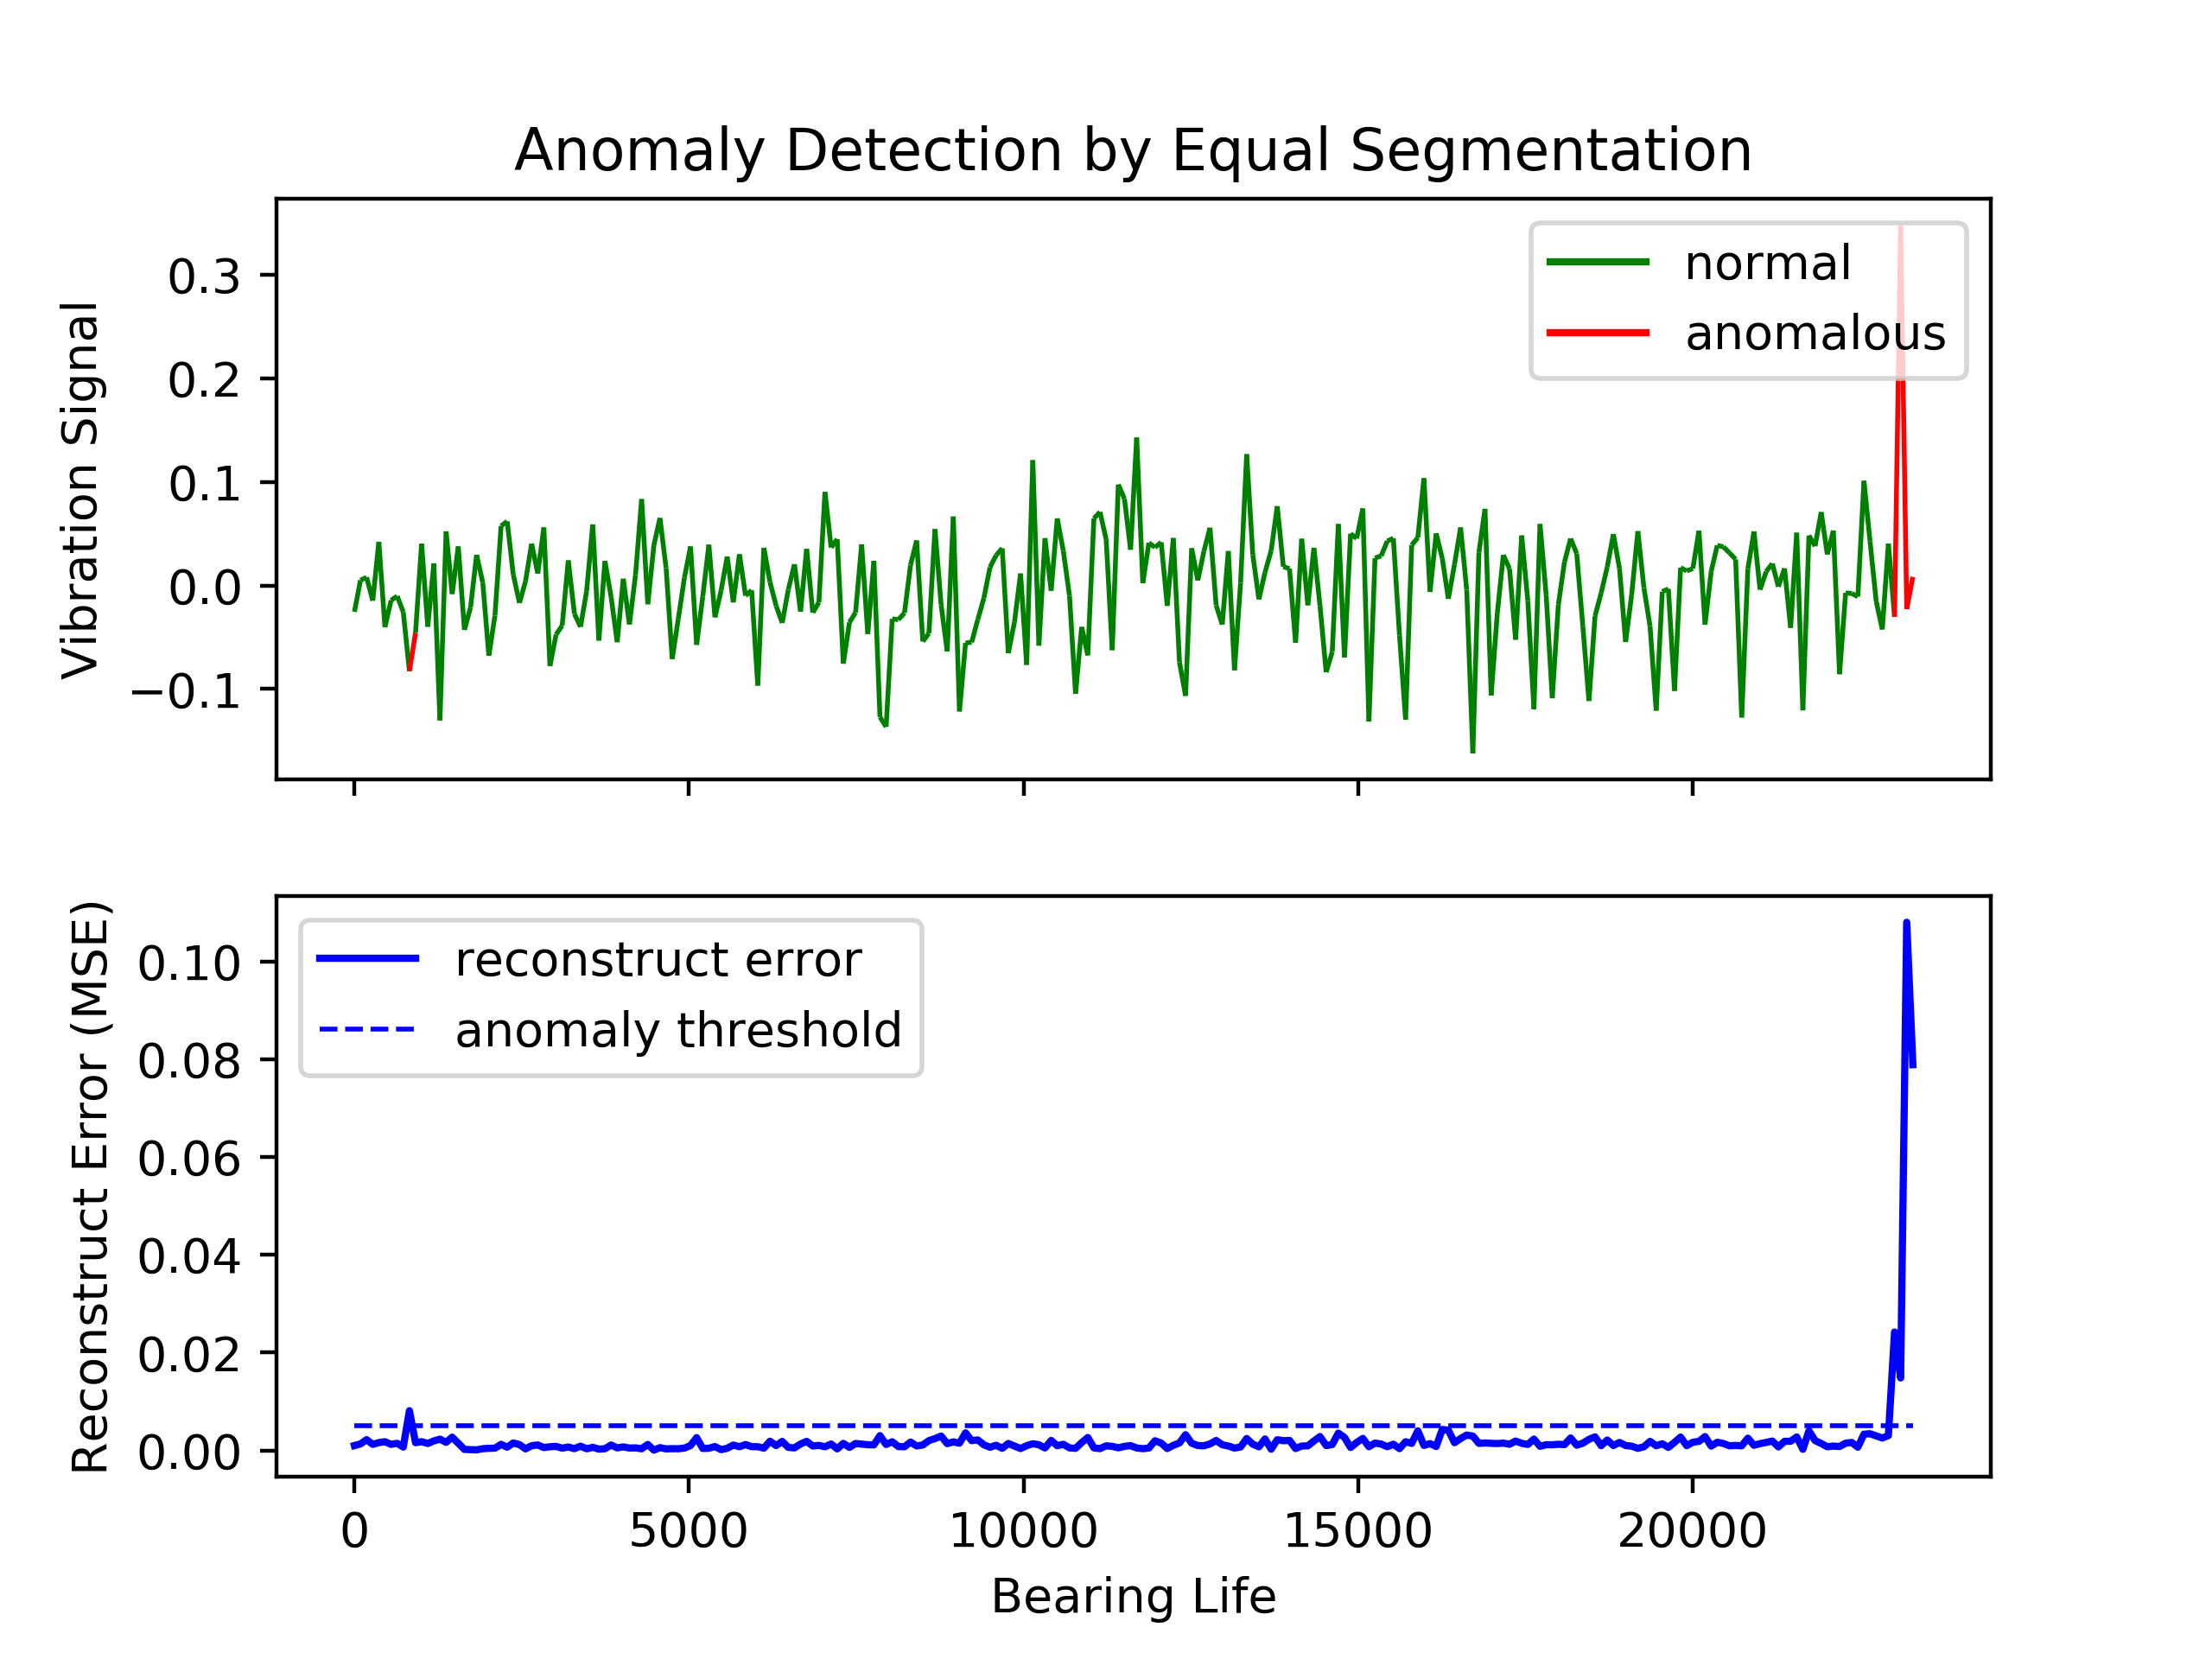 Anomaly Detection by Equal Segmentation
Vibration Signal
0.3
0.2
0.1
0.0
−0.1
normal
anomalous
Reconstruct Error (MSE)
0.10
0.08
0.06
0.04
0.02
0.00
reconstruct error
anomaly threshold
0 5000 10000 15000 20000
Bearing Life